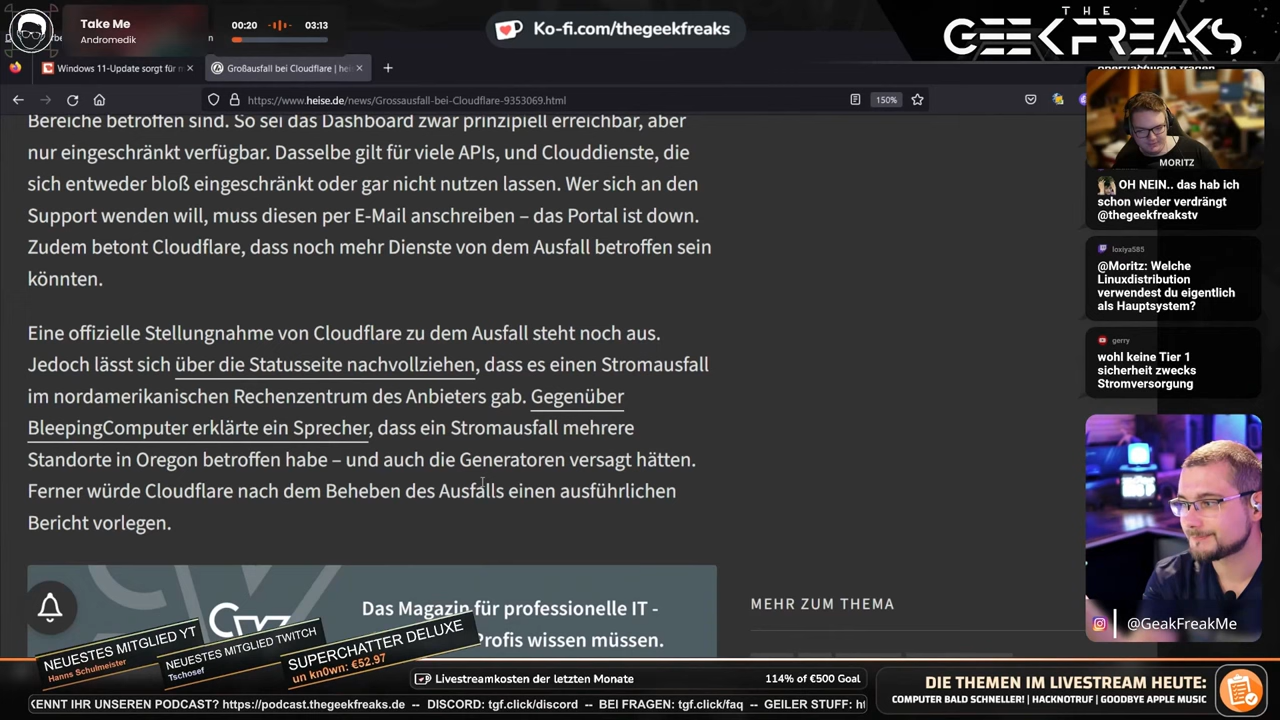 Take Me
Andromedik
00:20
03:13
Ko-fi.com/thegeekfreaks
THE
GEEKFREAKS
Windows 11-Update sorgt für n
Großausfall bei Cloudflare | hei
https://www.heise.de/news/Grossausfall-bei-Cloudflare-9353069.html
150%
Bereiche betroffen sind. So sei das Dashboard zwar prinzipiell erreichbar, aber
nur eingeschränkt verfügbar. Dasselbe gilt für viele APIs, und Clouddienste, die
sich entweder bloß eingeschränkt oder gar nicht nutzen lassen. Wer sich an den
Support wenden will, muss diesen per E-Mail anschreiben – das Portal ist down.
Zudem betont Cloudflare, dass noch mehr Dienste von dem Ausfall betroffen sein
könnten.
Eine offizielle Stellungnahme von Cloudflare zu dem Ausfall steht noch aus.
Jedoch lässt sich über die Statusseite nachvollziehen, dass es einen Stromausfall
im nordamerikanischen Rechenzentrum des Anbieters gab. Gegenüber
BleepingComputer erklärte ein Sprecher, dass ein Stromausfall mehrere
Standorte in Oregon betroffen habe – und auch die Generatoren versagt hätten.
Ferner würde Cloudflare nach dem Beheben des Ausfalls einen ausführlichen
Bericht vorlegen.
Das Magazin für professionelle IT -
Profis wissen müssen.
MEHR ZUM THEMA
MORITZ
OH NEIN.. das hab ich
schon wieder verdrängt
@thegeekfreakstv
loxiya585
@Moritz: Welche
Linuxdistribution
verwendest du eigentlich
als Hauptsystem?
gerry
wohl keine Tier 1
sicherheit zwecks
Stromversorgung
@GeakFreakMe
NEUESTES MITGLIED YT
Hanns Schulmeister
NEUESTES MITGLIED TWITCH
Tschosef
SUPERCHATTER DELUXE
un kn0wn: €52.97
Livestreamkosten der letzten Monate
114% of €500 Goal
KENNT IHR UNSEREN PODCAST? https://podcast.thegeekfreaks.de -- DISCORD: tgf.click/discord -- BEI FRAGEN: tgf.click/faq -- GEILER STUFF:
DIE THEMEN IM LIVESTREAM HEUTE:
COMPUTER BALD SCHNELLER! | HACKNOTRUF | GOODBYE APPLE MUSIC